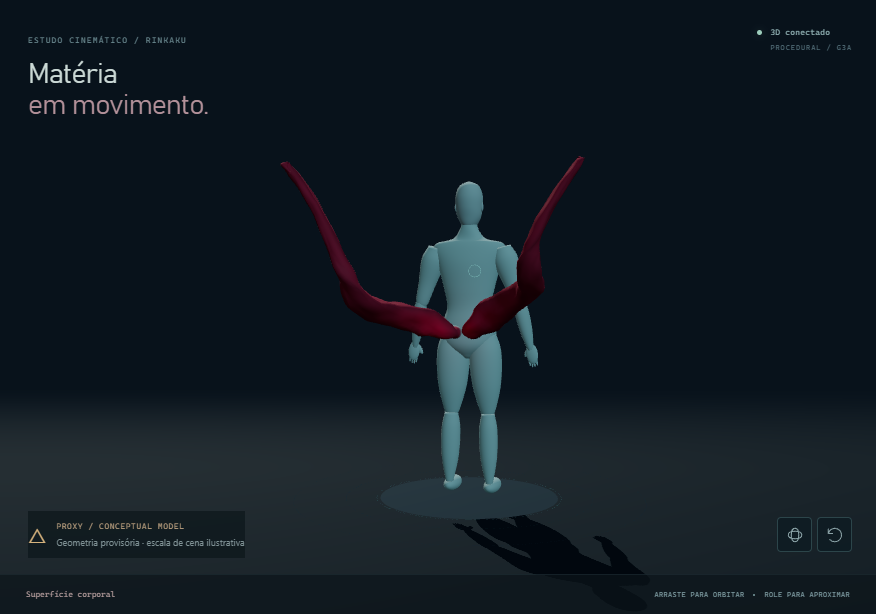 ESTUDO CINEMÁTICO / RINKAKU
Matéria
em movimento.
3D conectado
PROCEDURAL / G3A
PROXY / CONCEPTUAL MODEL
Geometria provisória · escala de cena ilustrativa
Superfície corporal
ARRASTE PARA ORBITAR • ROLE PARA APROXIMAR